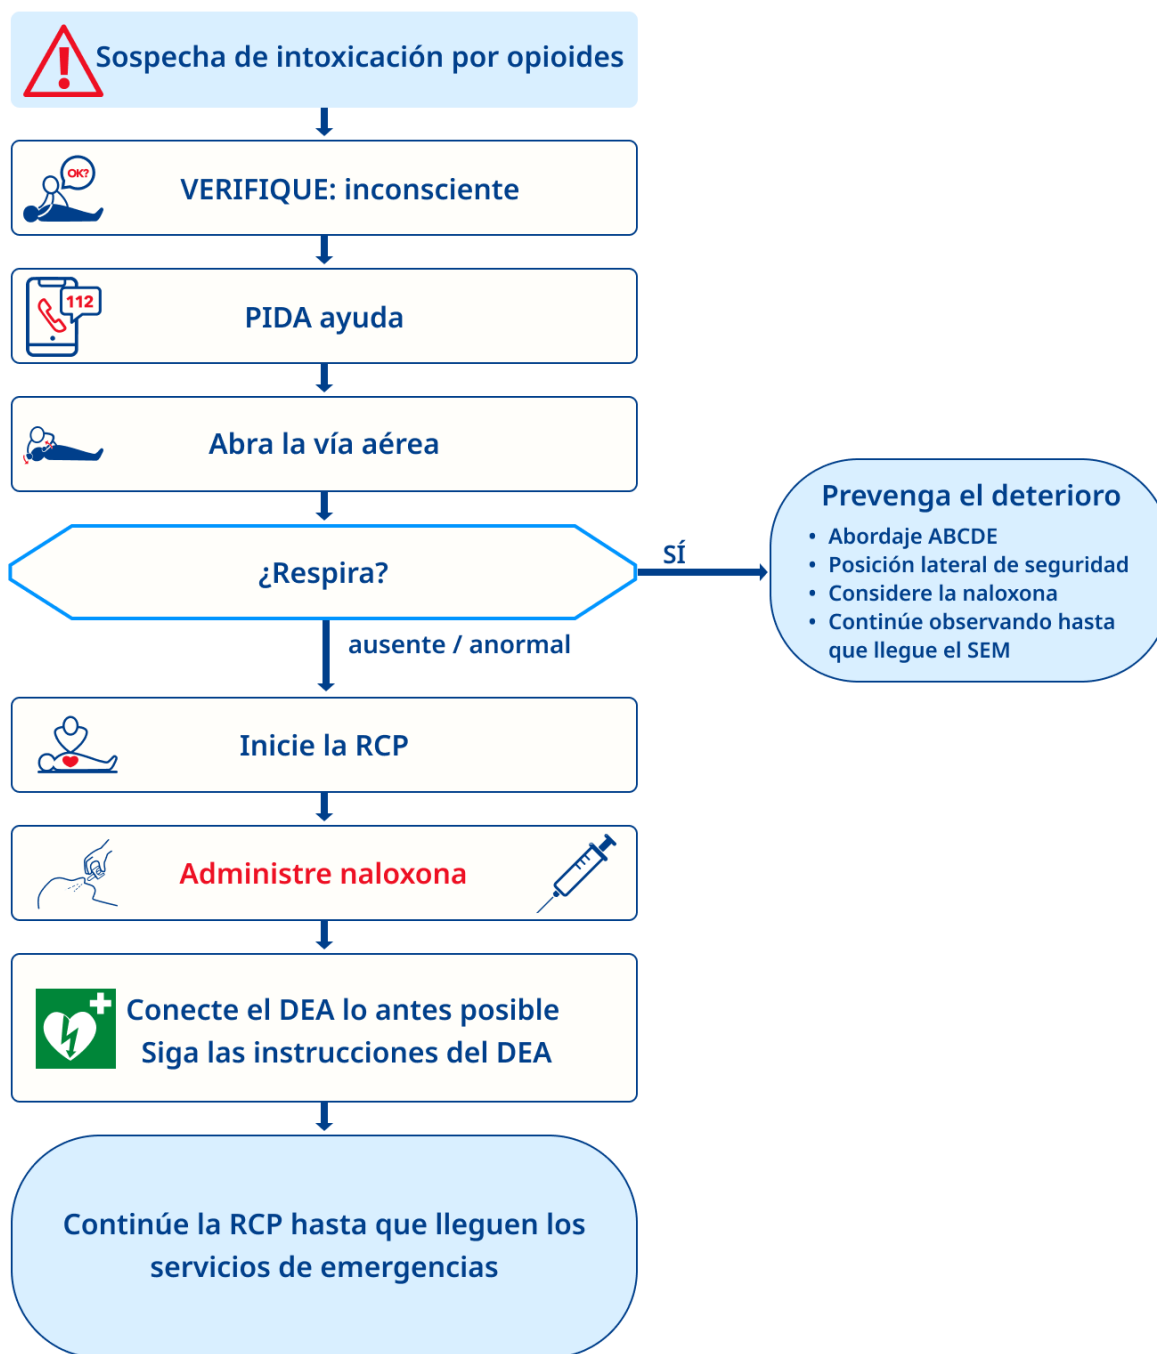 Sospecha de intoxicación por opioides
OK?
VERIFIQUE: inconsciente
112
PIDA ayuda
Abra la vía aérea
¿Respira?
SÍ
Prevenga el deterioro
• Abordaje ABCDE
• Posición lateral de seguridad
• Considere la naloxona
• Continúe observando hasta
que llegue el SEM
ausente / anormal
Inicie la RCP
Administre naloxona
Conecte el DEA lo antes posible
Siga las instrucciones del DEA
Continúe la RCP hasta que lleguen los
servicios de emergencias